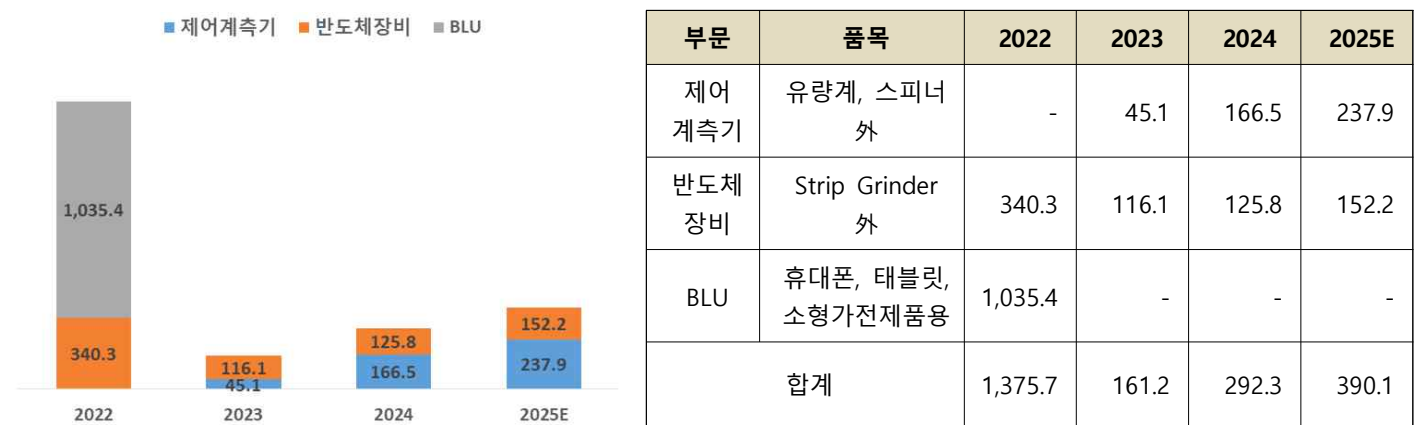 제어계측기 반도체장비 BLU
1,035.4
340.3
116.1
45.1
125.8
166.5
152.2
237.9
2022 2023 2024 2025E
부문 품목 2022 2023 2024 2025E
제어
계측기
유량계, 스피너
外
- 45.1 166.5 237.9
반도체
장비
Strip Grinder
外
340.3 116.1 125.8 152.2
BLU
휴대폰, 태블릿,
소형가전제품용
1,035.4 - - -
합계 1,375.7 161.2 292.3 390.1